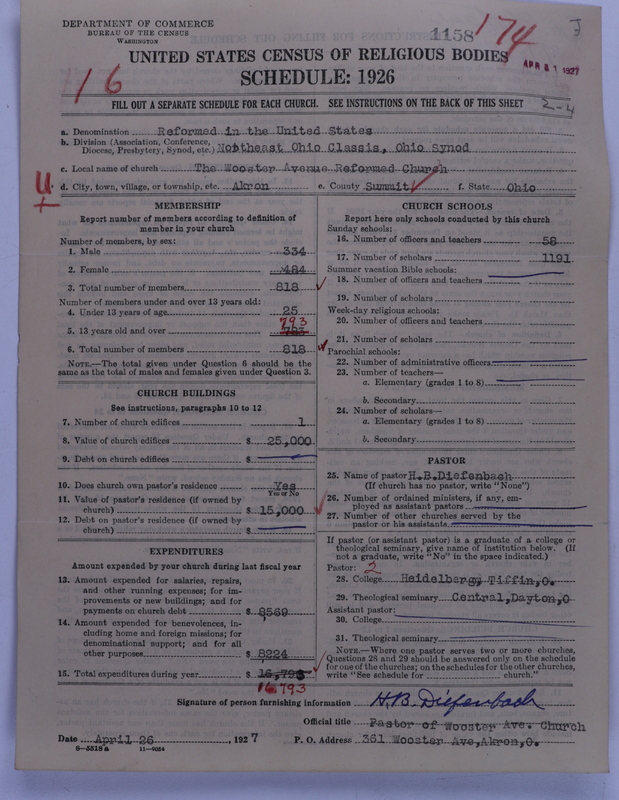 DEPARTMENT OF COMMERCE
BUREAU OF THE CENSUS
WASHINGTON
1158
174
APR 1 1927
UNITED STATES CENSUS OF RELIGIOUS BODIES
SCHEDULE: 1926
16
FILL OUT A SEPARATE SCHEDULE FOR EACH CHURCH. SEE INSTRUCTIONS ON THE BACK OF THIS SHEET
2-4
a. Denomination Reformed in the United States
b. Division (Association, Conference, Diocese, Presbytery, Synod, etc.) Northeast Ohio Classis, Ohio Synod
c. Local name of church The Wooster Avenue Reformed Church
d. City, town, village, or township, etc. Akron e. County Summit f. State Ohio
MEMBERSHIP
Report number of members according to definition of
member in your church
Number of members, by sex:
1. Male 334
2. Female 484
3. Total number of members 818
Number of members under and over 13 years old:
4. Under 13 years of age 25
793
5. 13 years old and over
6. Total number of members 818
NOTE.—The total given under Question 6 should be the
same as the total of males and females given under Question 3.
CHURCH BUILDINGS
See instructions, paragraphs 10 to 12
7. Number of church edifices 1
8. Value of church edifices $ 25,000
9. Debt on church edifices $
10. Does church own pastor's residence Yes
Yes or No
11. Value of pastor's residence (if owned by
church) $ 15,000
12. Debt on pastor's residence (if owned by
church) $
EXPENDITURES
Amount expended by your church during last fiscal year
13. Amount expended for salaries, repairs,
and other running expenses; for im-
provements or new buildings; and for
payments on church debt $ 8569
14. Amount expended for benevolences, in-
cluding home and foreign missions; for
denominational support; and for all
other purposes $ 8224
15. Total expenditures during year $ 16,793
16,793
CHURCH SCHOOLS
Report here only schools conducted by this church
Sunday schools:
16. Number of officers and teachers 58
17. Number of scholars 1191
Summer vacation Bible schools:
18. Number of officers and teachers
19. Number of scholars
Week-day religious schools:
20. Number of officers and teachers
21. Number of scholars
Parochial schools:
22. Number of administrative officers
23. Number of teachers—
a. Elementary (grades 1 to 8)
b. Secondary
24. Number of scholars—
a. Elementary (grades 1 to 8)
b. Secondary
PASTOR
25. Name of pastor H.B.Diefenbach
(If church has no pastor, write "None")
26. Number of ordained ministers, if any, em-
ployed as assistant pastors
27. Number of other churches served by the
pastor or his assistants
If pastor (or assistant pastor) is a graduate of a college or
theological seminary, give name of institution below. (If
not a graduate, write "No" in the space indicated.)
Pastor: 2
28. College Heidelberg, Tiffin,O.
29. Theological seminary Central,Dayton,O
Assistant pastor:
30. College
31. Theological seminary
NOTE.—Where one pastor serves two or more churches,
Questions 28 and 29 should be answered only on the schedule
for one of the churches; on the schedules for the other churches,
write "See schedule for church."
Signature of person furnishing information H.B. Diefenbach
Official title Pastor of Wooster Ave. Church
Date April 26, 1927 P. O. Address 361 Wooster Ave,Akron,O.
8—5518 a 11—9054